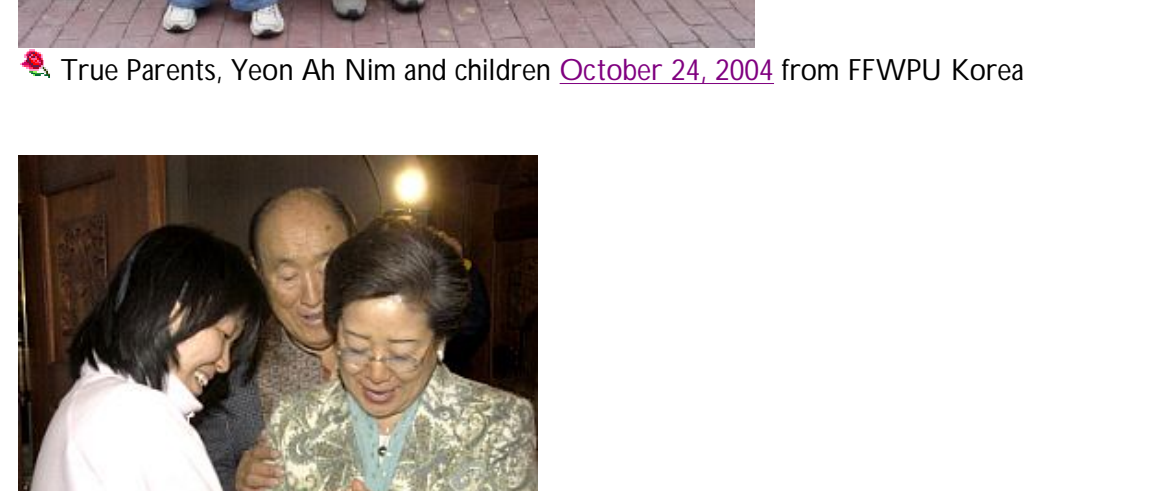 True Parents, Yeon Ah Nim and children October 24, 2004 from FFWPU Korea